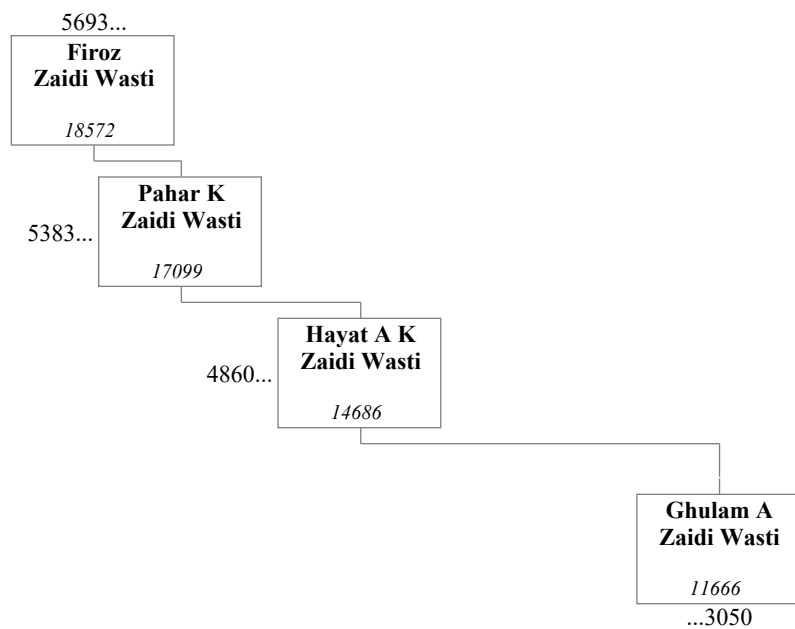 5693...
Firoz
Zaidi Wasti
18572
Pahar K
Zaidi Wasti
5383...
17099
Hayat A K
Zaidi Wasti
4860...
14686
Ghulam A
Zaidi Wasti
11666
...3050